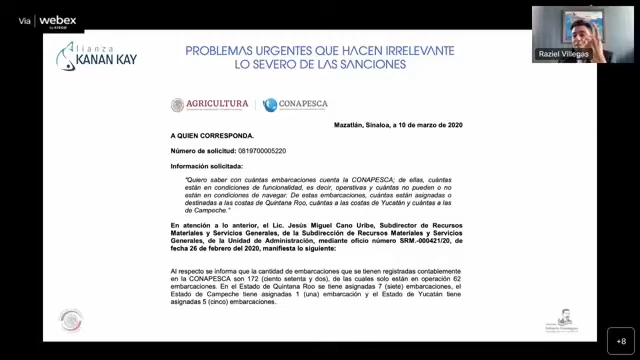 Vía webex
Raziel Villegas
Alianza
KANAN KAY
PROBLEMAS URGENTES QUE HACEN IRRELEVANTE
LO SEVERO DE LAS SANCIONES
AGRICULTURA CONAPESCA
Mazatlán, Sinaloa, a 10 de marzo de 2020
A QUIEN CORRESPONDA.
Número de solicitud: 0819700005220
Información solicitada:
"Quiero saber con cuántas embarcaciones cuenta la CONAPESCA; de ellas, cuántas
están en condiciones de funcionalidad, es decir, operativas y cuántas no pueden o no
están en condiciones de navegar. De estas embarcaciones, cuántas están asignadas o
destinadas a las costas de Quintana Roo, cuántas a las costas de Yucatán y cuántas a las
de Campeche."
En atención a lo anterior, el Lic. Jesús Miguel Cano Uribe, Subdirector de Recursos
Materiales y Servicios Generales, de la Subdirección de Recursos Materiales y Servicios
Generales, de la Unidad de Administración, mediante oficio número SRM.-000421/20, de
fecha 26 de febrero del 2020, manifiesta lo siguiente:
Al respecto se informa que la cantidad de embarcaciones que se tienen registradas contablemente
en la CONAPESCA son 172 (ciento setenta y dos), de las cuales solo están en operación 62
embarcaciones. En el Estado de Quintana Roo se tiene asignadas 7 (siete) embarcaciones, el
Estado de Campeche tiene asignadas 1 (una) embarcación y el Estado de Yucatán tiene
asignadas 5 (cinco) embarcaciones.
+8